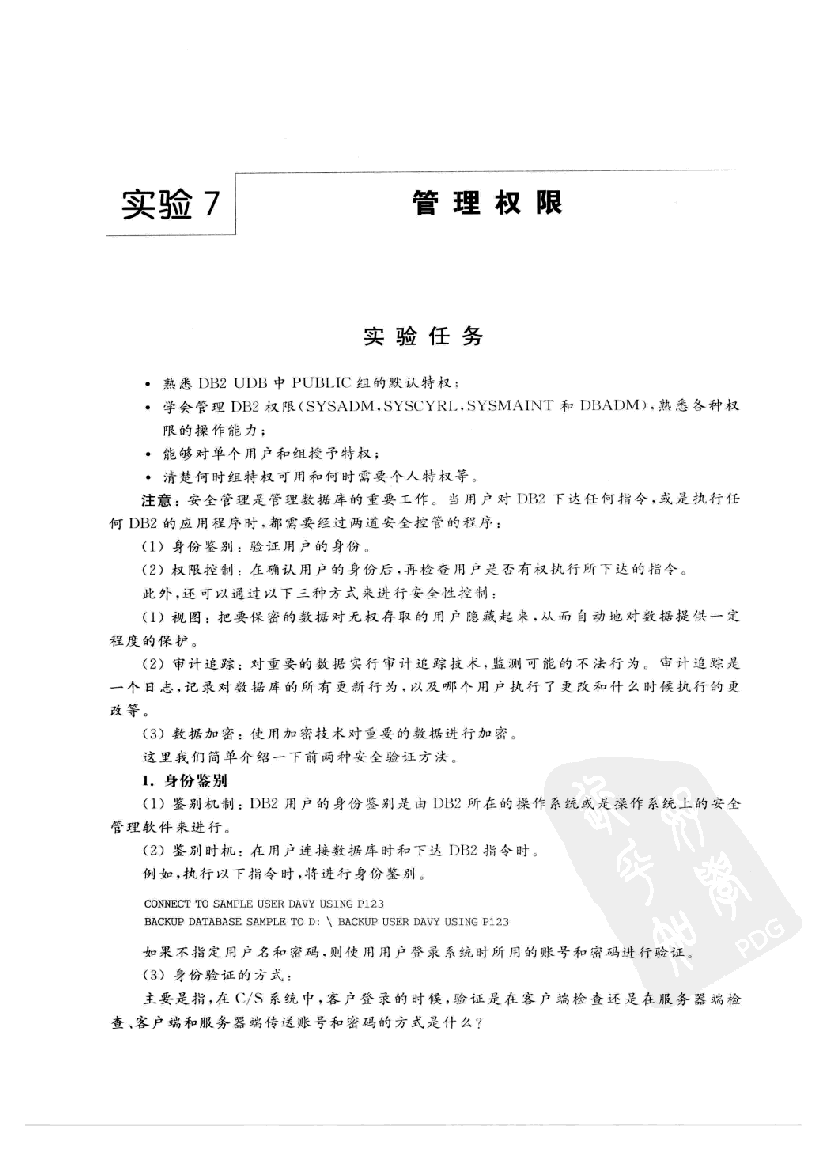 实验 7
管理权限
实验任务
• 熟悉 DB2 UDB 中 PUBLIC 组的默认特权；
• 学会管理 DB2 权限(SYSADM、SYSCYRL、SYSMAINT 和 DBADM)，熟悉各种权
限的操作能力；
• 能够对单个用户和组授予特权；
• 清楚何时组特权可用和何时需要个人特权等。
注意：安全管理是管理数据库的重要工作。当用户对 DB2 下达任何指令，或是执行任
何 DB2 的应用程序时，都需要经过两道安全控管的程序：
(1) 身份鉴别：验证用户的身份。
(2) 权限控制：在确认用户的身份后，再检查用户是否有权执行所下达的指令。
此外，还可以通过以下三种方式来进行安全性控制：
(1) 视图：把要保密的数据对无权存取的用户隐藏起来，从而自动地对数据提供一定
程度的保护。
(2) 审计追踪：对重要的数据实行审计追踪技术，监测可能的不法行为。审计追踪是
一个日志，记录对数据库的所有更新行为，以及哪个用户执行了更改和什么时候执行的更
改等。
(3) 数据加密：使用加密技术对重要的数据进行加密。
这里我们简单介绍一下前两种安全验证方法。
1. 身份鉴别
(1) 鉴别机制：DB2 用户的身份鉴别是由 DB2 所在的操作系统或是操作系统上的安全
管理软件来进行。
(2) 鉴别时机：在用户连接数据库时和下达 DB2 指令时。
例如，执行以下指令时，将进行身份鉴别。
CONNECT TO SAMPLE USER DAVY USING P123
BACKUP DATABASE SAMPLE TO D: \ BACKUP USER DAVY USING P123
如果不指定用户名和密码，则使用用户登录系统时所用的账号和密码进行验证。
(3) 身份验证的方式：
主要是指，在 C/S 系统中，客户登录的时候，验证是在客户端检查还是在服务器端检
查、客户端和服务器端传送账号和密码的方式是什么？
PDG